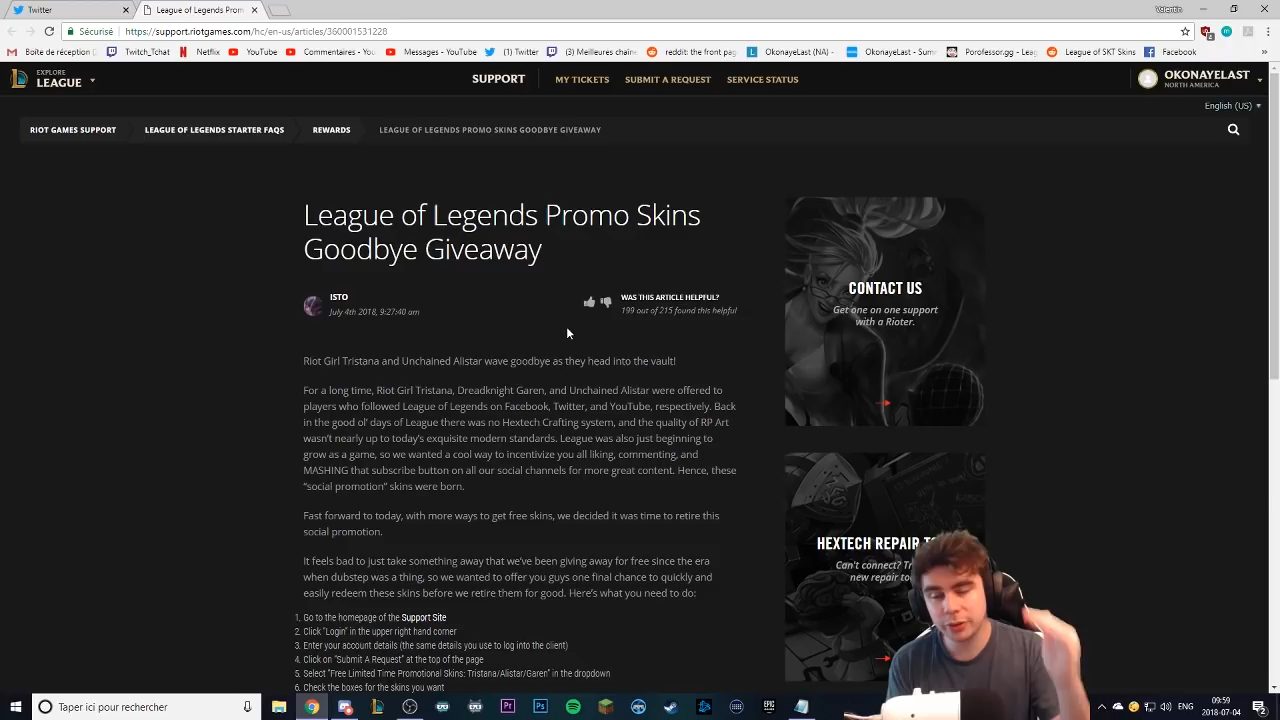 Twitter
League of Legends Prom
Sécurisé
https://support.riotgames.com/hc/en-us/articles/360001531228
Boîte de réception (
Twitch_Chat
Netflix
YouTube
Commentaires - You
Messages - YouTube
(1) Twitter
(3) Meilleures chaîne
reddit: the front pag
OkonayeLast (NA) -
OkonayeLast - Sum
Porofessor.gg - Leag
League of SKT Skins
Facebook
»
EXPLORE
LEAGUE
SUPPORT
MY TICKETS
SUBMIT A REQUEST
SERVICE STATUS
OKONAYELAST
NORTH AMERICA
English (US)
RIOT GAMES SUPPORT
LEAGUE OF LEGENDS STARTER FAQS
REWARDS
LEAGUE OF LEGENDS PROMO SKINS GOODBYE GIVEAWAY
League of Legends Promo Skins
Goodbye Giveaway
ISTO
July 4th 2018, 9:27:40 am
WAS THIS ARTICLE HELPFUL?
199 out of 215 found this helpful
Riot Girl Tristana and Unchained Alistar wave goodbye as they head into the vault!
For a long time, Riot Girl Tristana, Dreadknight Garen, and Unchained Alistar were offered to
players who followed League of Legends on Facebook, Twitter, and YouTube, respectively. Back
in the good ol' days of League there was no Hextech Crafting system, and the quality of RP Art
wasn't nearly up to today's exquisite modern standards. League was also just beginning to
grow as a game, so we wanted a cool way to incentivize you all liking, commenting, and
MASHING that subscribe button on all our social channels for more great content. Hence, these
"social promotion" skins were born.
Fast forward to today, with more ways to get free skins, we decided it was time to retire this
social promotion.
It feels bad to just take something away that we've been giving away for free since the era
when dubstep was a thing, so we wanted to offer you guys one final chance to quickly and
easily redeem these skins before we retire them for good. Here's what you need to do:
1. Go to the homepage of the Support Site
2. Click "Login" in the upper right hand corner
3. Enter your account details (the same details you use to log into the client)
4. Click on "Submit A Request" at the top of the page
5. Select "Free Limited Time Promotional Skins: Tristana/Alistar/Garen" in the dropdown
6. Check the boxes for the skins you want
CONTACT US
Get one on one support
with a Rioter.
HEXTECH REPAIR TO
Can't connect? Tr
new repair to
Taper ici pour rechercher
09:59
2018-07-04